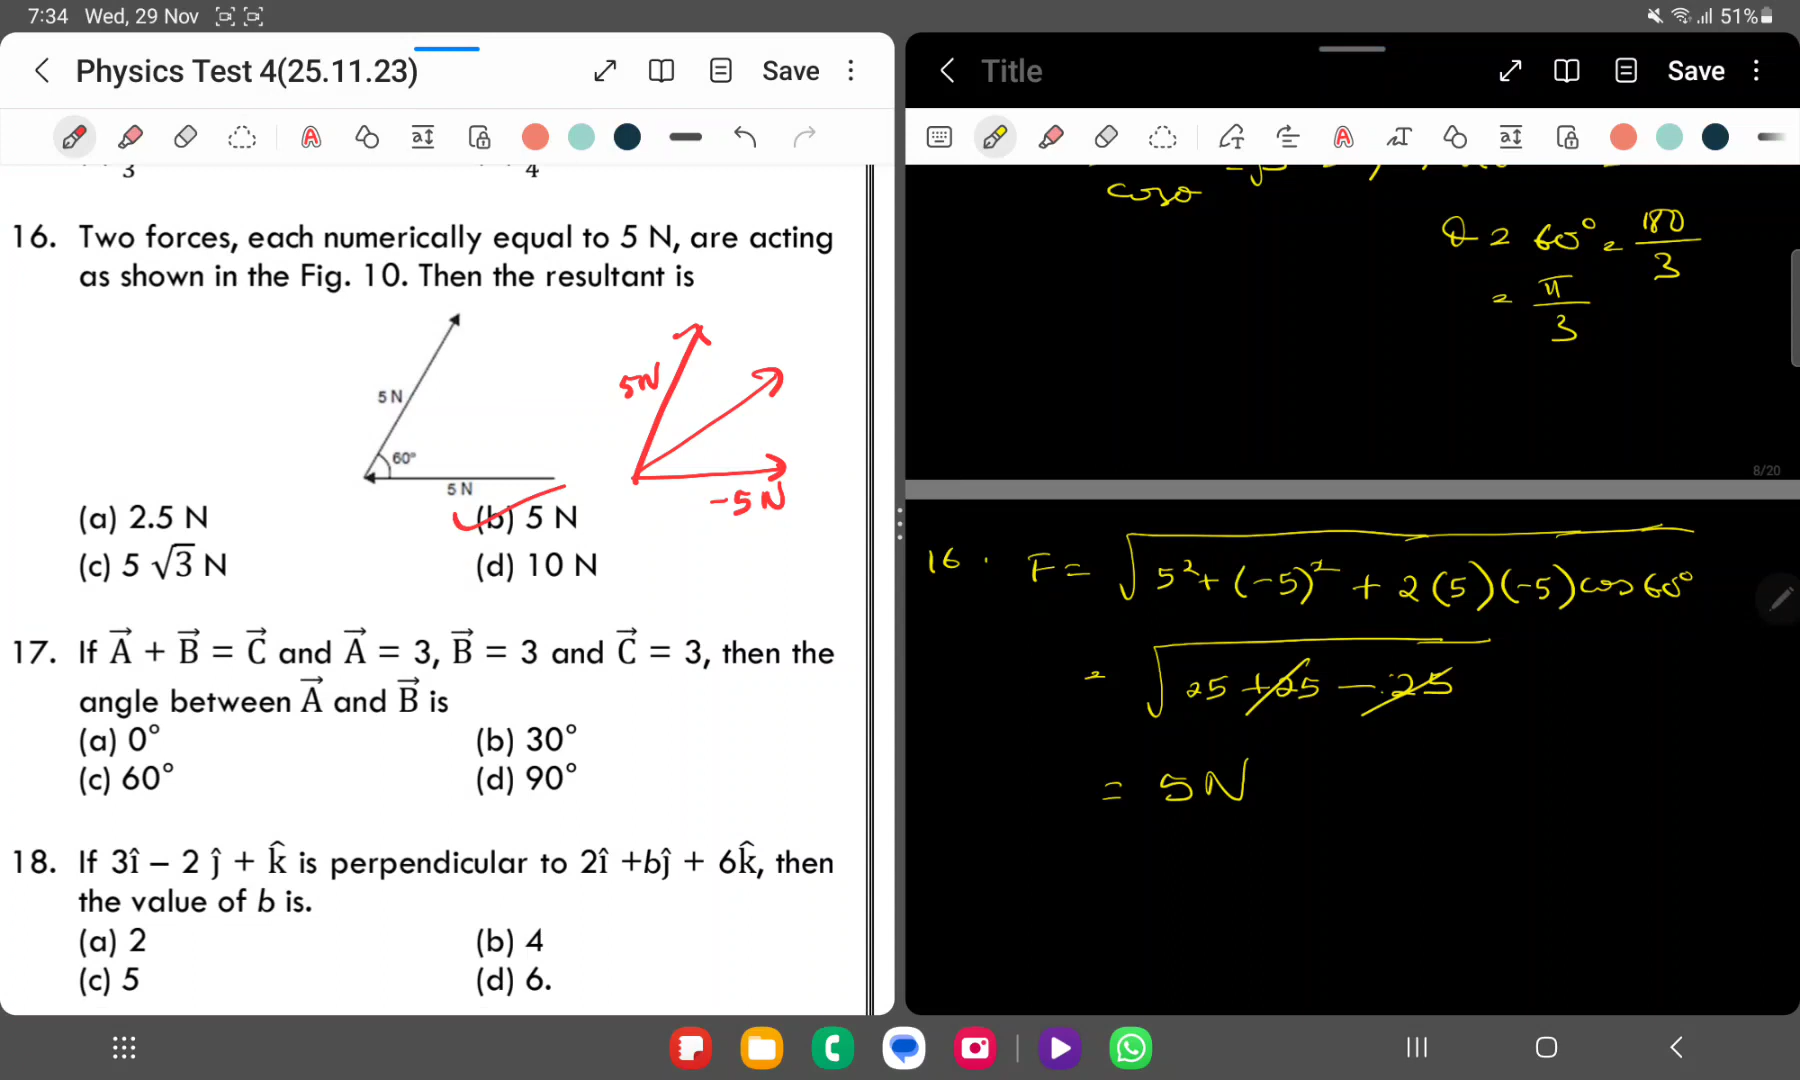 7:34 Wed, 29 Nov
51%
Physics Test 4(25.11.23)
Save
3
4
16. Two forces, each numerically equal to 5 N, are acting
as shown in the Fig. 10. Then the resultant is
5 N
60°
5 N
5N
-5N
(a) 2.5 N (b) 5 N
(c) 5 √3 N (d) 10 N
17. If A⃗ + B⃗ = C⃗ and A⃗ = 3, B⃗ = 3 and C⃗ = 3, then the
angle between A⃗ and B⃗ is
(a) 0° (b) 30°
(c) 60° (d) 90°
18. If 3î – 2 ĵ + k̂ is perpendicular to 2î +bĵ + 6k̂, then
the value of b is.
(a) 2 (b) 4
(c) 5 (d) 6.
Title
Save
cosθ
θ = 60° = 180/3
= π/3
8/20
16. F = √(5² + (-5)² + 2(5)(-5)cos60°)
= √(25 +25 - 25)
= 5N